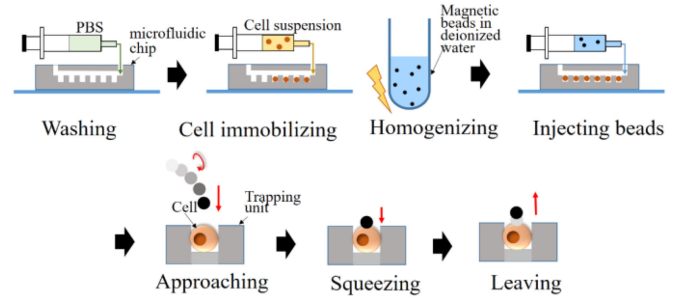 PBS
microfluidic
chip
Cell suspension
Magnetic
beads in
deionized
water
Washing
Cell immobilizing
Homogenizing
Injecting beads
Cell
Trapping
unit
Approaching
Squeezing
Leaving